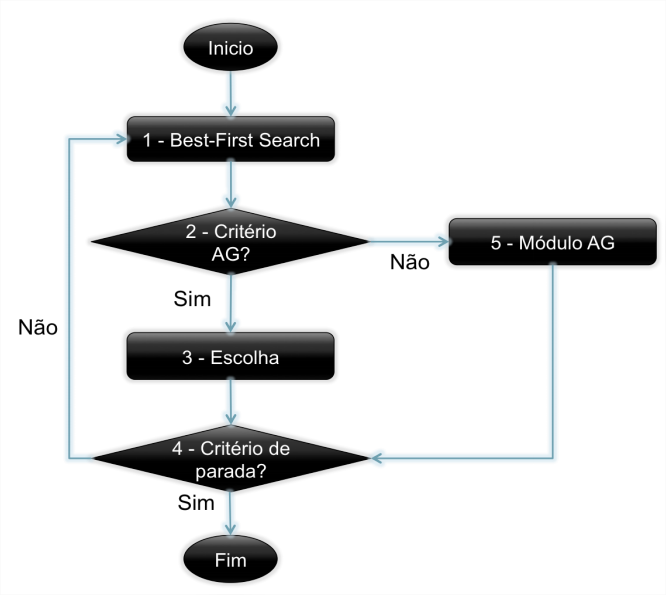 Inicio
1 - Best-First Search
2 - Critério
AG?
Não
5 - Módulo AG
Sim
Não
3 - Escolha
4 - Critério de
parada?
Sim
Fim